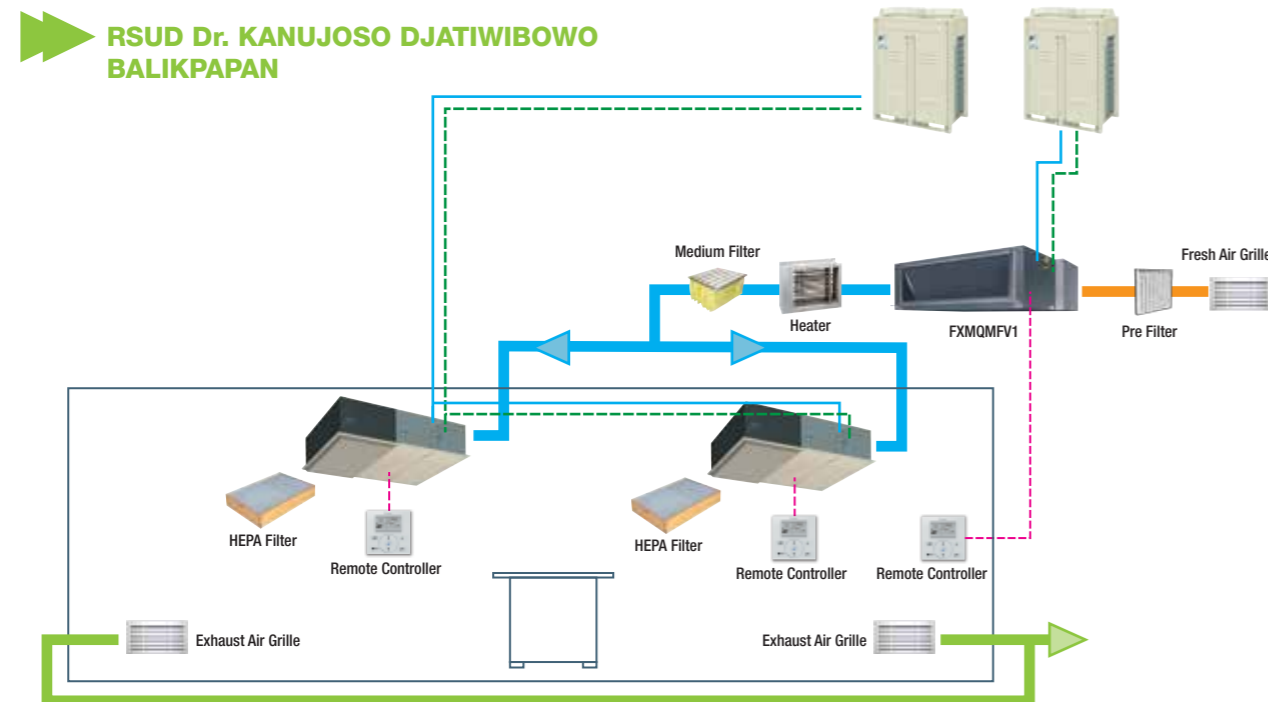 RSUD Dr. KANUJOSO DJATIWIBOWO
BALIKPAPAN
Medium Filter
Fresh Air Grille
Heater
FXMQMFV1
Pre Filter
HEPA Filter
HEPA Filter
Remote Controller
Remote Controller
Remote Controller
Exhaust Air Grille
Exhaust Air Grille